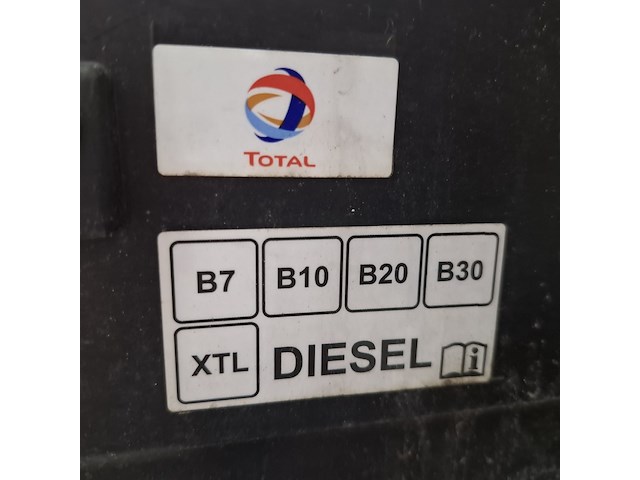 TOTAL
B7 B10 B20 B30
XTL DIESEL i